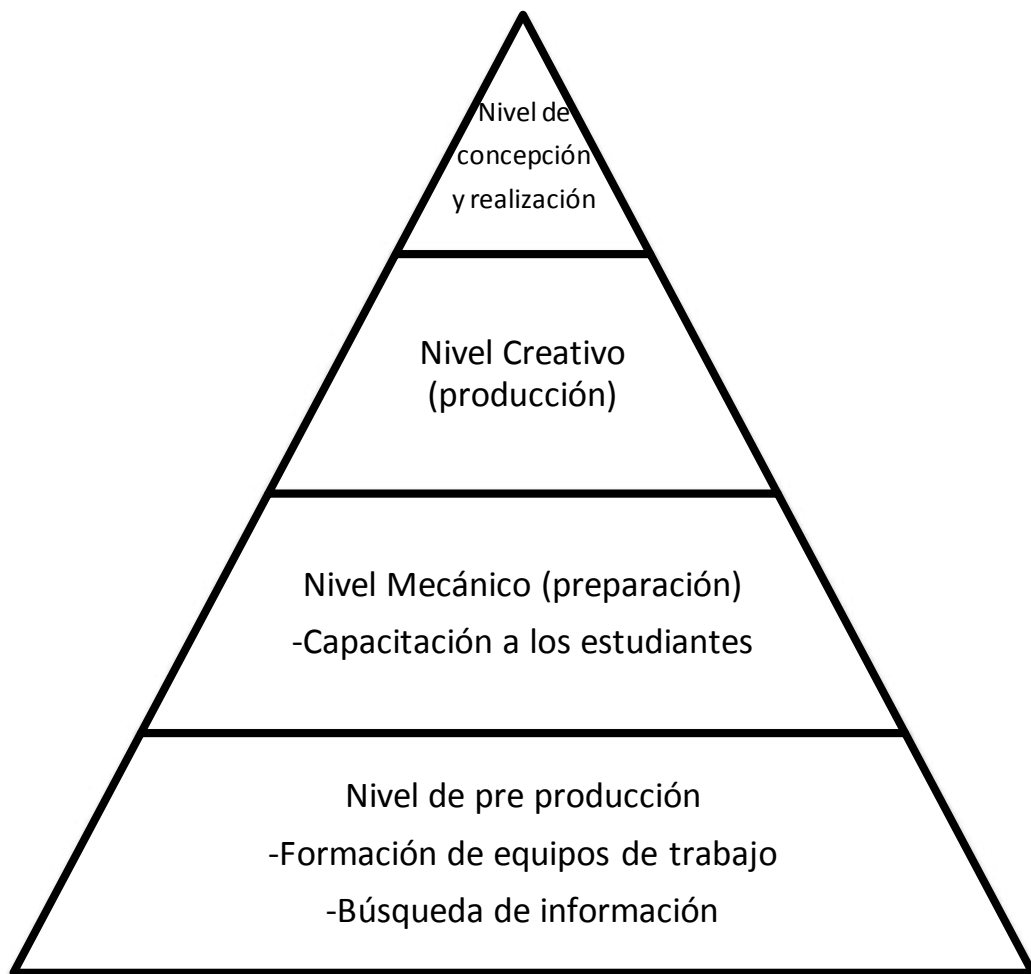 Nivel de
concepción
y realización
Nivel Creativo
(producción)
Nivel Mecánico (preparación)
-Capacitación a los estudiantes
Nivel de pre producción
-Formación de equipos de trabajo
-Búsqueda de información